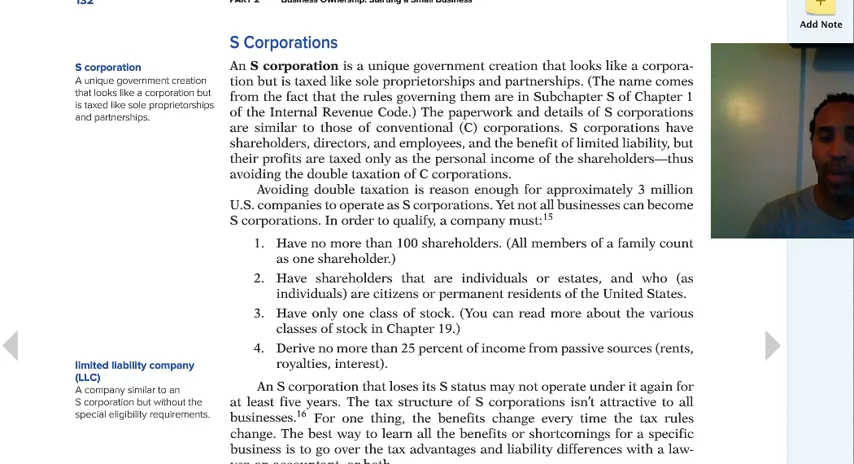 132
PART 2 Business Ownership: Starting a Small Business
Add Note
S Corporations
S corporation
A unique government creation
that looks like a corporation but
is taxed like sole proprietorships
and partnerships.
An S corporation is a unique government creation that looks like a corpora-
tion but is taxed like sole proprietorships and partnerships. (The name comes
from the fact that the rules governing them are in Subchapter S of Chapter 1
of the Internal Revenue Code.) The paperwork and details of S corporations
are similar to those of conventional (C) corporations. S corporations have
shareholders, directors, and employees, and the benefit of limited liability, but
their profits are taxed only as the personal income of the shareholders—thus
avoiding the double taxation of C corporations.
Avoiding double taxation is reason enough for approximately 3 million
U.S. companies to operate as S corporations. Yet not all businesses can become
S corporations. In order to qualify, a company must:15
1. Have no more than 100 shareholders. (All members of a family count
as one shareholder.)
2. Have shareholders that are individuals or estates, and who (as
individuals) are citizens or permanent residents of the United States.
3. Have only one class of stock. (You can read more about the various
classes of stock in Chapter 19.)
4. Derive no more than 25 percent of income from passive sources (rents,
royalties, interest).
limited liability company
(LLC)
A company similar to an
S corporation but without the
special eligibility requirements.
An S corporation that loses its S status may not operate under it again for
at least five years. The tax structure of S corporations isn't attractive to all
businesses.16 For one thing, the benefits change every time the tax rules
change. The best way to learn all the benefits or shortcomings for a specific
business is to go over the tax advantages and liability differences with a law-
yer or accountant, or both.